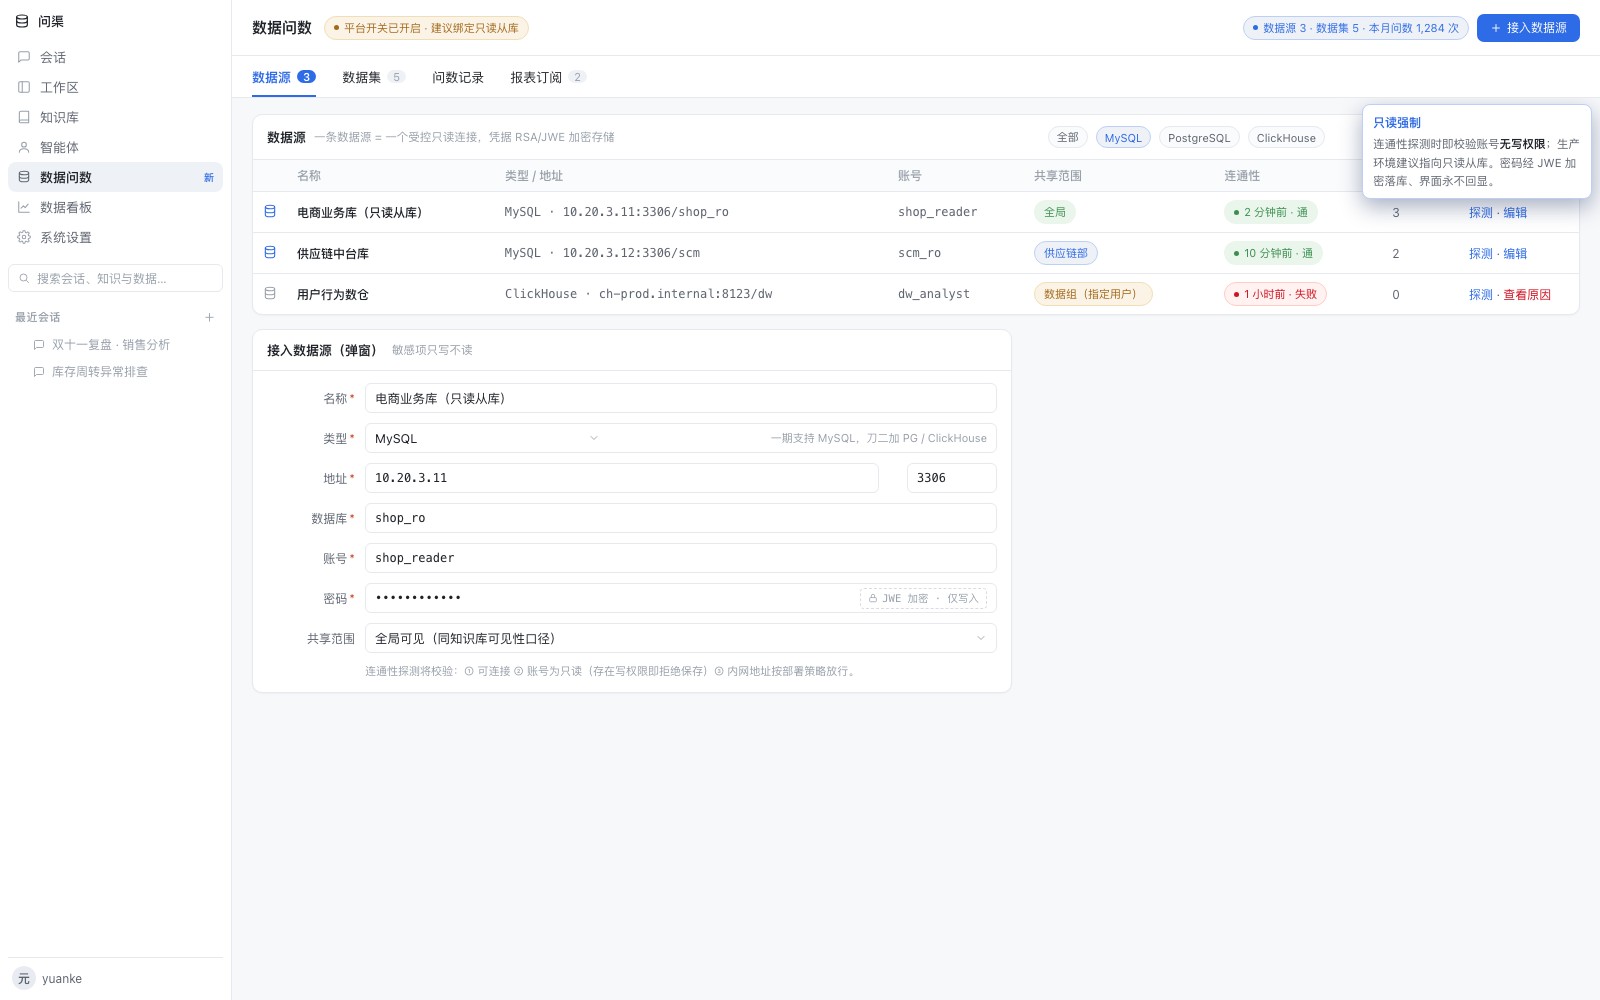 问渠
会话
工作区
知识库
智能体
数据问数 新
数据看板
系统设置
搜索会话、知识与数据...
最近会话 +
双十一复盘 · 销售分析
库存周转异常排查
元 yuanke
数据问数 平台开关已开启 · 建议绑定只读从库
数据源 3 · 数据集 5 · 本月问数 1,284 次
+ 接入数据源
数据源 3 数据集 5 问数记录 报表订阅 2
数据源 一条数据源 = 一个受控只读连接，凭据 RSA/JWE 加密存储
全部 MySQL PostgreSQL ClickHouse
只读强制
连通性探测时即校验账号无写权限；生产
环境建议指向只读从库。密码经 JWE 加
密落库、界面永不回显。
名称 类型 / 地址 账号 共享范围 连通性
电商业务库（只读从库） MySQL · 10.20.3.11:3306/shop_ro shop_reader 全局 2 分钟前 · 通 3 探测 · 编辑
供应链中台库 MySQL · 10.20.3.12:3306/scm scm_ro 供应链部 10 分钟前 · 通 2 探测 · 编辑
用户行为数仓 ClickHouse · ch-prod.internal:8123/dw dw_analyst 数据组（指定用户） 1 小时前 · 失败 0 探测 · 查看原因
接入数据源（弹窗） 敏感项只写不读
名称* 电商业务库（只读从库）
类型* MySQL 一期支持 MySQL，刀二加 PG / ClickHouse
地址* 10.20.3.11 3306
数据库* shop_ro
账号* shop_reader
密码* •••••••••••• JWE 加密 · 仅写入
共享范围 全局可见（同知识库可见性口径）
连通性探测将校验：① 可连接 ② 账号为只读（存在写权限即拒绝保存）③ 内网地址按部署策略放行。